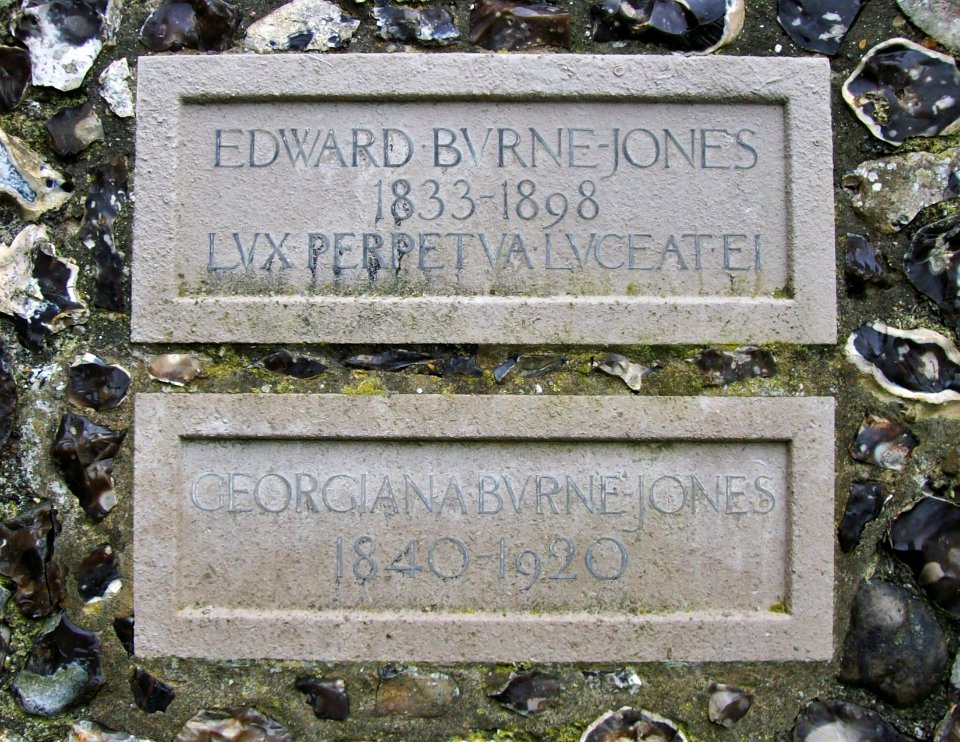 EDWARD·BVRNE-JONES
1833-1898
LVX·PERPETVA·LVCEAT·EI
GEORGIANA·BVRNE-JONES
1840-1920